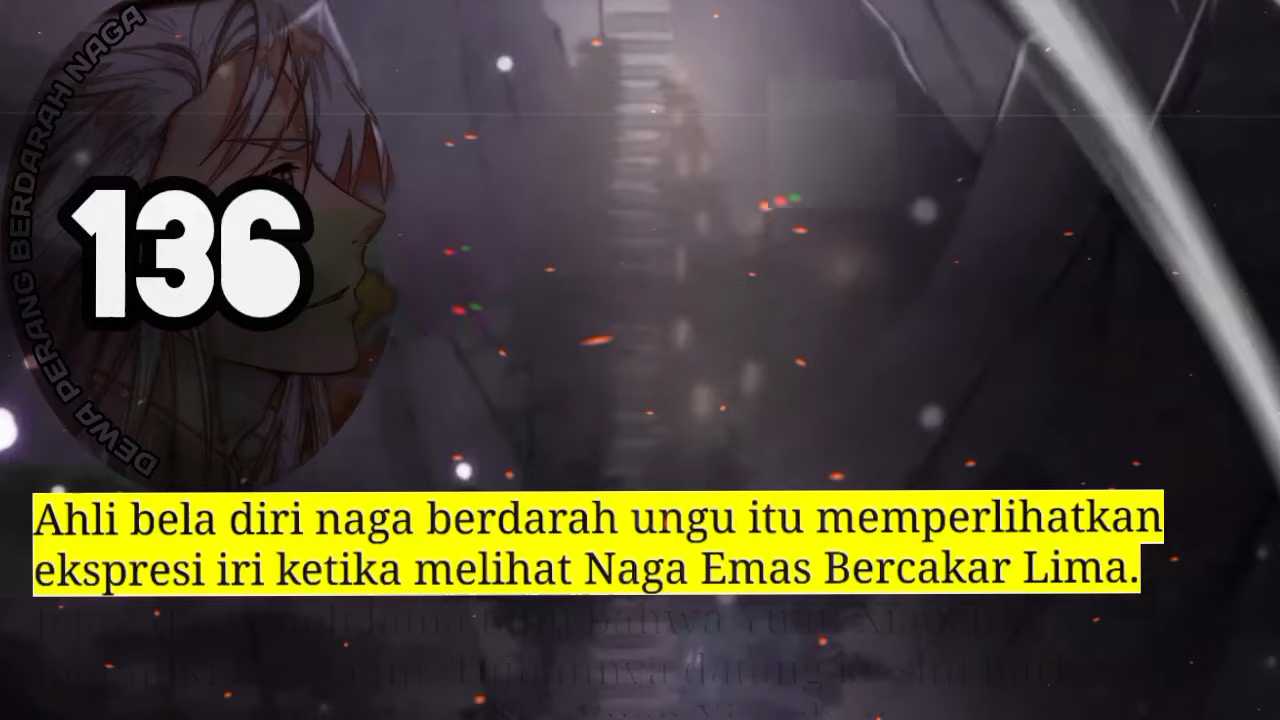 DEWA PERANG BERDARAH NAGA
136
Ahli bela diri naga berdarah ungu itu memperlihatkan
ekspresi iri ketika melihat Naga Emas Bercakar Lima.